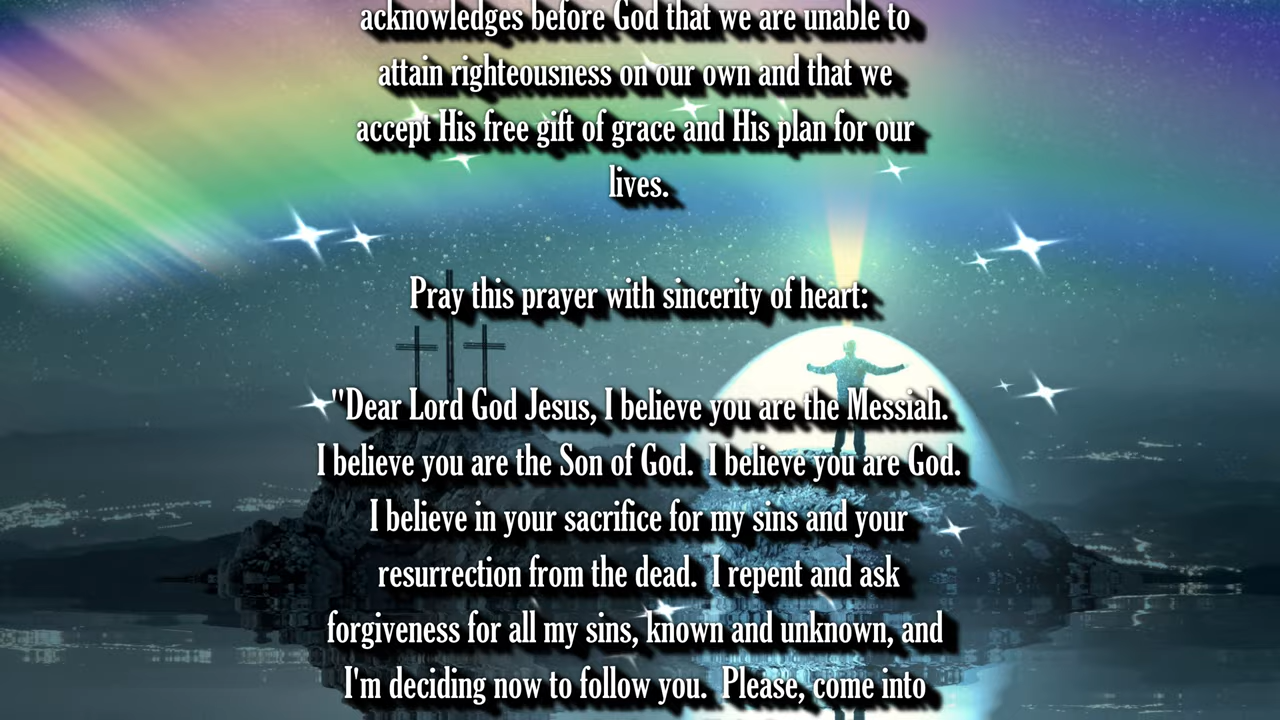 acknowledges before God that we are unable to
attain righteousness on our own and that we
accept His free gift of grace and His plan for our
lives.
Pray this prayer with sincerity of heart:
"Dear Lord God Jesus, I believe you are the Messiah.
I believe you are the Son of God.  I believe you are God.
I believe in your sacrifice for my sins and your
resurrection from the dead.  I repent and ask
forgiveness for all my sins, known and unknown, and
I'm deciding now to follow you.  Please, come into